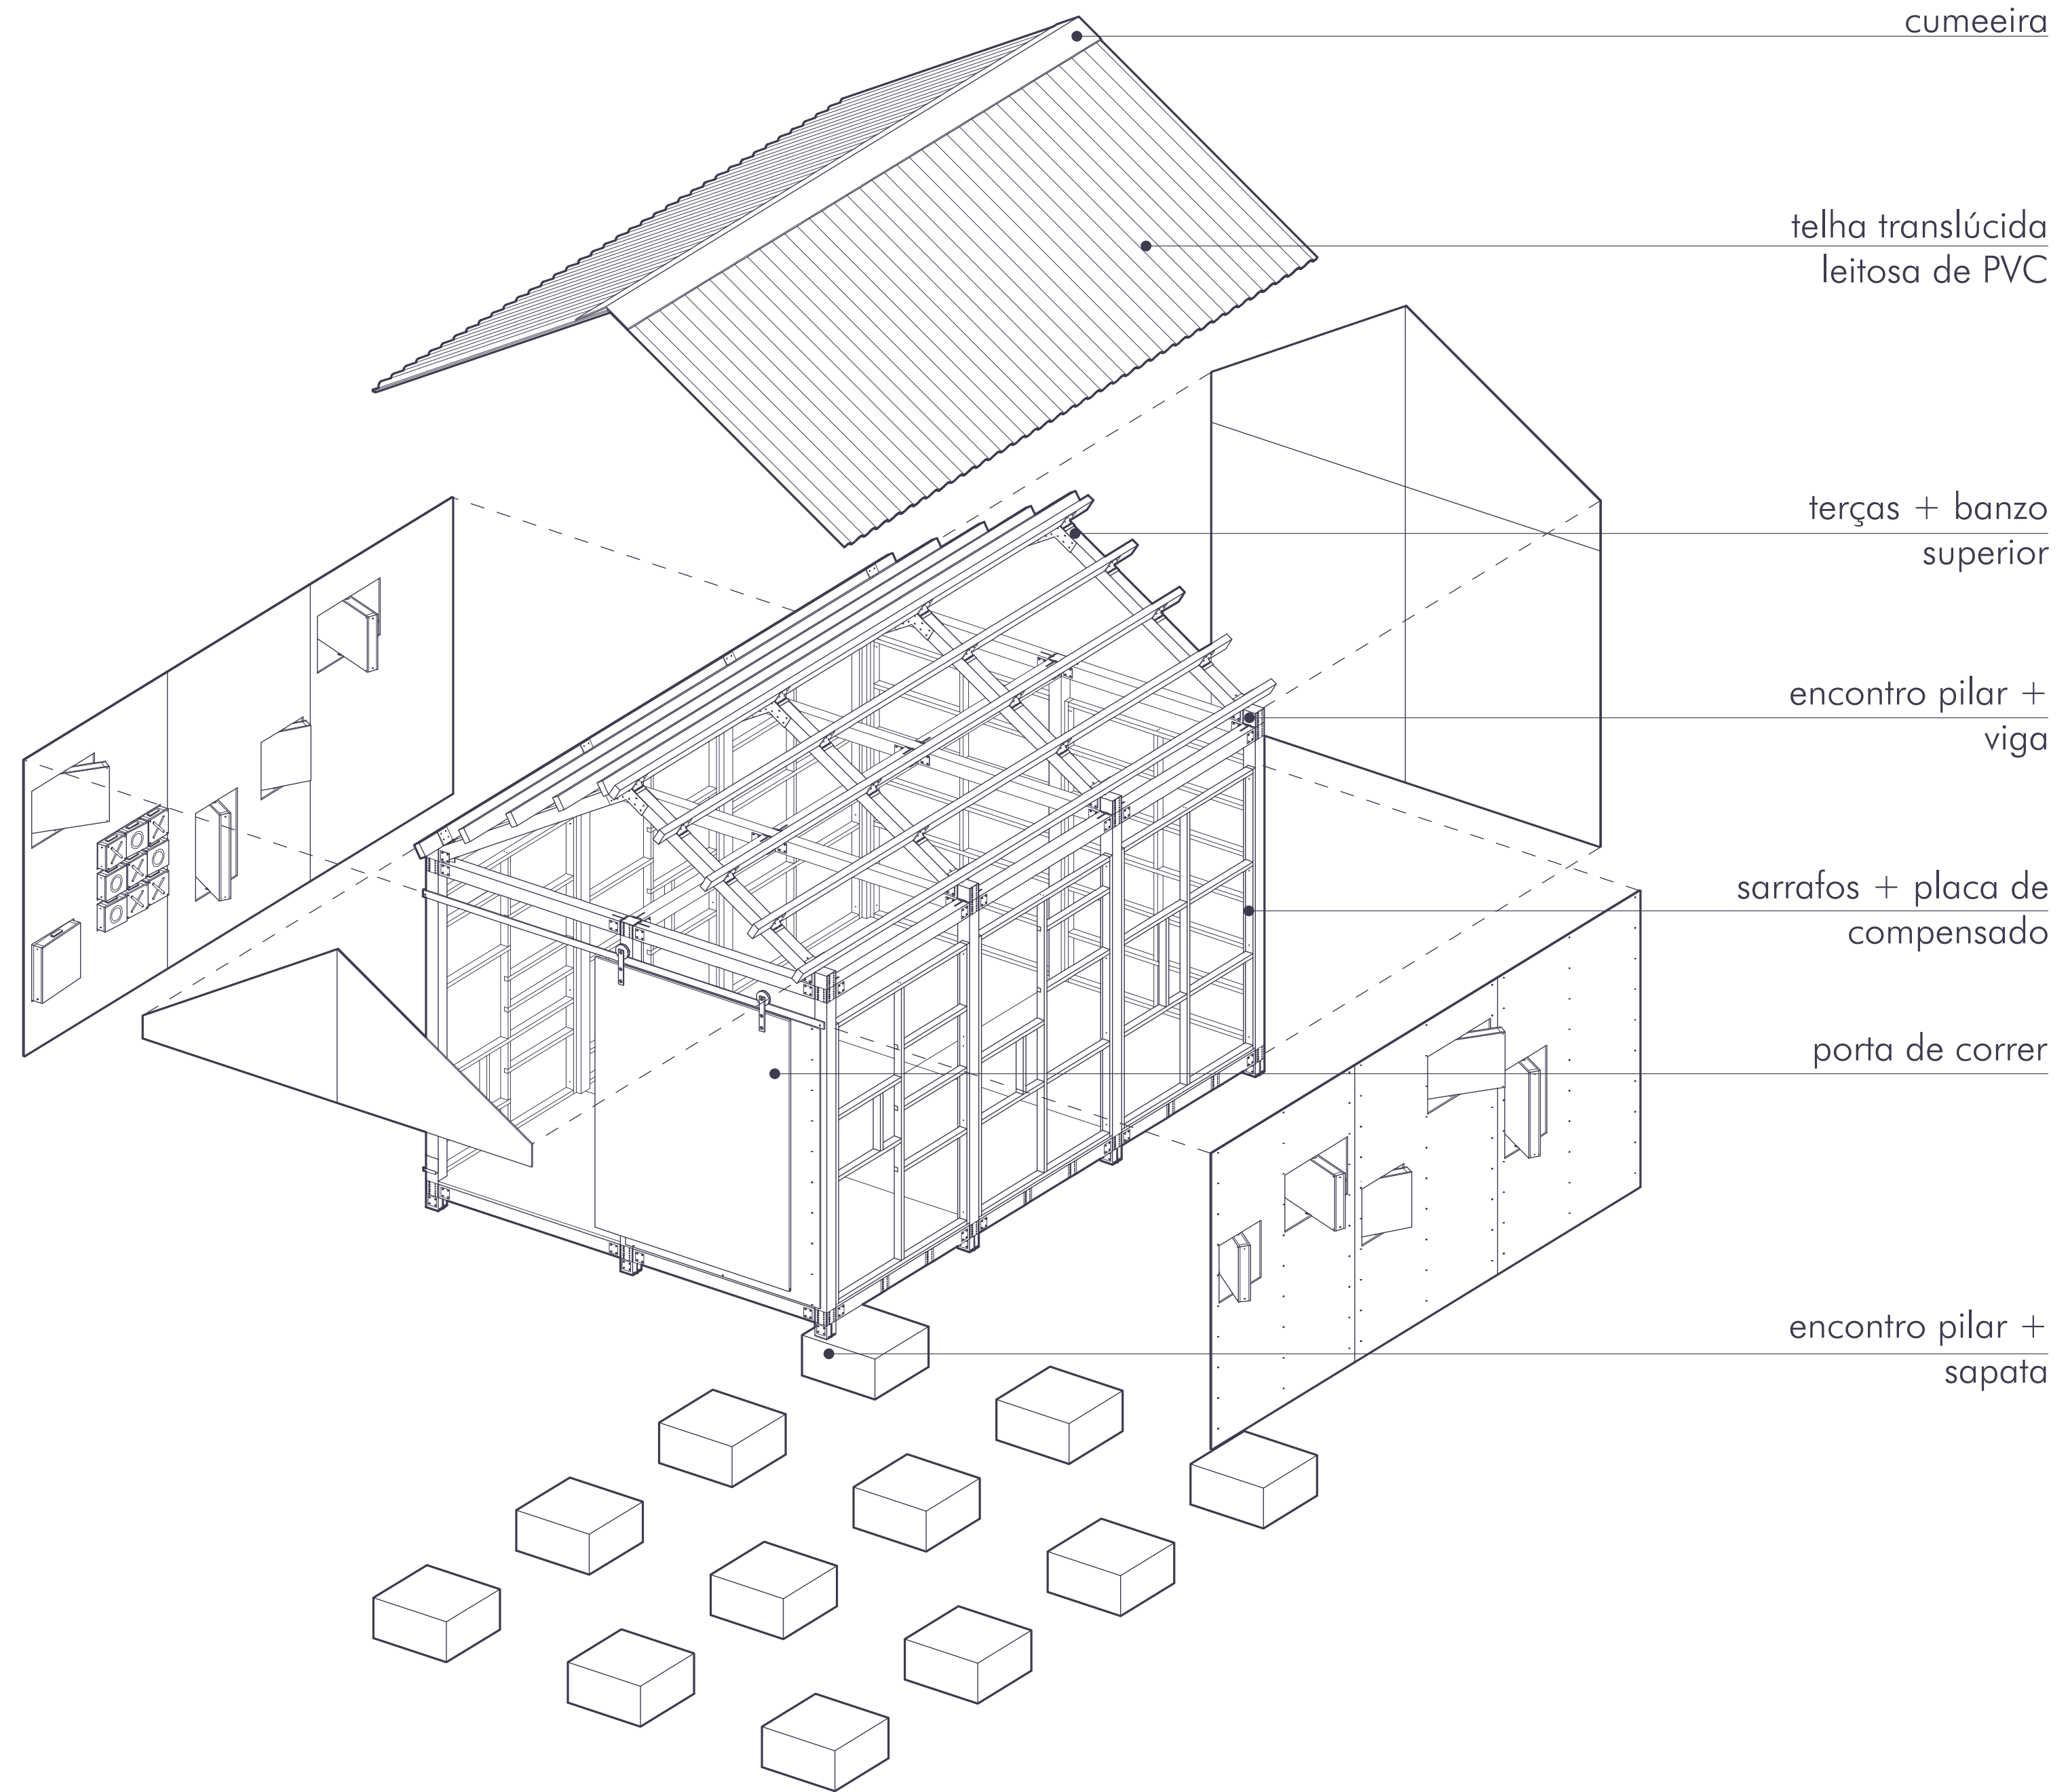 cumeeira
telha translúcida
leitosa de PVC
terças + banzo
superior
encontro pilar +
viga
sarrafos + placa de
compensado
porta de correr
encontro pilar +
sapata